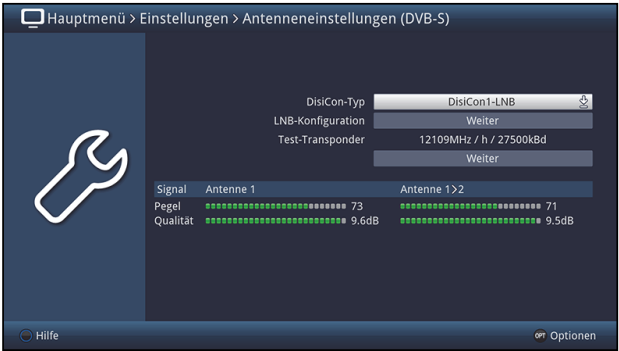 Hauptmenü > Einstellungen > Antenneneinstellungen (DVB-S)
DisiCon-Typ DisiCon1-LNB
LNB-Konfiguration Weiter
Test-Transponder 12109MHz / h / 27500kBd
Weiter
Signal Antenne 1 Antenne 1>2
Pegel 73 71
Qualität 9.6dB 9.5dB
Hilfe OPT Optionen